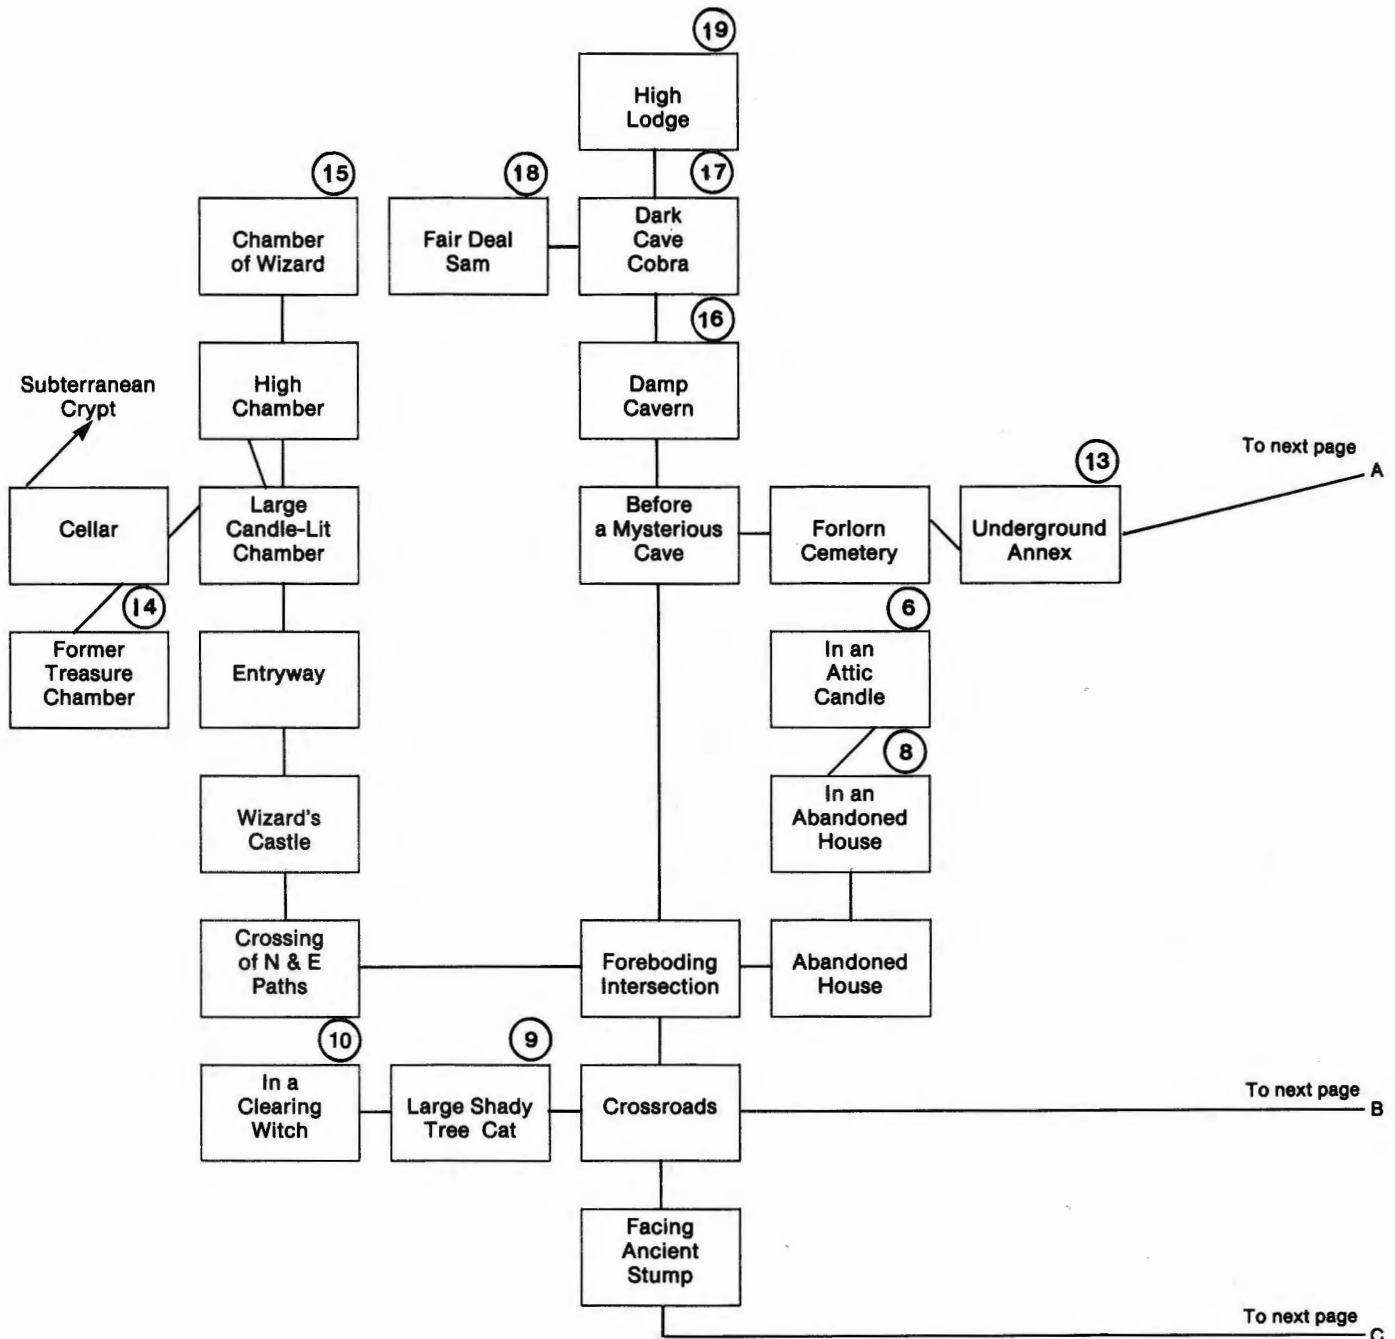 19
High
Lodge
15
18
17
Chamber
of Wizard
Fair Deal
Sam
Dark
Cave
Cobra
16
Subterranean
Crypt
High
Chamber
Damp
Cavern
To next page
A
13
Cellar
Large
Candle-Lit
Chamber
Before
a Mysterious
Cave
Forlorn
Cemetery
Underground
Annex
14
6
Former
Treasure
Chamber
Entryway
In an
Attic
Candle
8
Wizard's
Castle
In an
Abandoned
House
Crossing
of N & E
Paths
Foreboding
Intersection
Abandoned
House
10
9
In a
Clearing
Witch
Large Shady
Tree Cat
Crossroads
To next page
B
Facing
Ancient
Stump
To next page
C